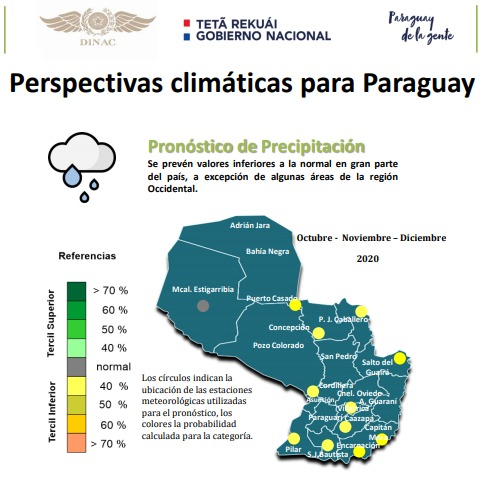 DINAC
TETÃ REKUÁI
GOBIERNO NACIONAL
Paraguay
de la gente
Perspectivas climáticas para Paraguay
Pronóstico de Precipitación
Se prevén valores inferiores a la normal en gran parte
del país, a excepción de algunas áreas de la región
Occidental.
Octubre - Noviembre – Diciembre
2020
Referencias
Tercil Superior
> 70 %
60 %
50 %
40 %
normal
Tercil Inferior
40 %
50 %
60 %
> 70 %
Los círculos indican la
ubicación de las estaciones
meteorológicas utilizadas
para el pronóstico, los
colores la probabilidad
calculada para la categoría.
Adrián Jara
Bahía Negra
Mcal. Estigarribia
Puerto Casado
P. J. Caballero
Concepción
Pozo Colorado
San Pedro
Salto del
Guairá
Cordillera
Asunción
Cnel. Oviedo
A. Guaraní
Villarrica
Paraguarí
Caazapá
Capitán
Meza
Encarnación
Pilar
S.J.Bautista